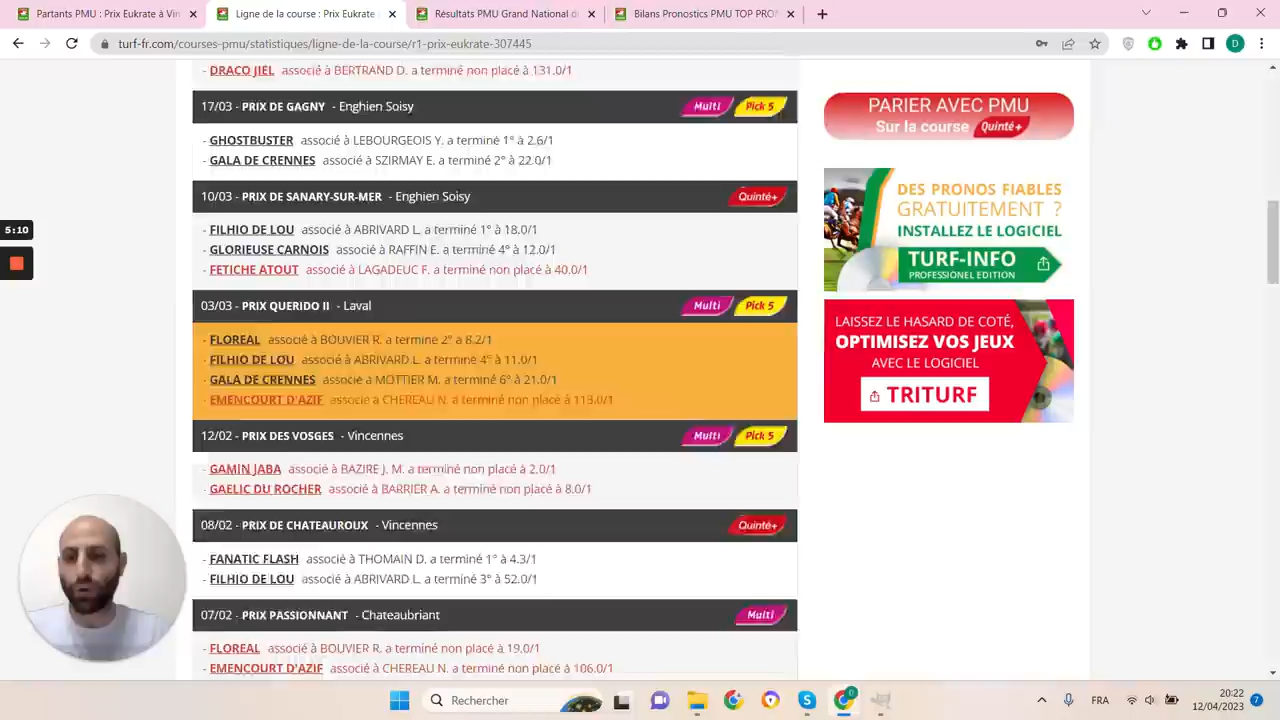 Partants PMU : Prix Eukrate à Vin
Ligne de la course : Prix Eukrate
Résultats PMU Grand National d
Bilans Pronostics PMU TOP PRO
turf-fr.com/courses-pmu/statistiques/ligne-de-la-course/r1-prix-eukrate-307445
D
- DRACO JIEL associé à BERTRAND D. a terminé non placé à 131.0/1
17/03 - PRIX DE GAGNY - Enghien Soisy Multi Pick 5
- GHOSTBUSTER associé à LEBOURGEOIS Y. a terminé 1° à 2.6/1
- GALA DE CRENNES associé à SZIRMAY E. a terminé 2° à 22.0/1
10/03 - PRIX DE SANARY-SUR-MER - Enghien Soisy Quinté+
- FILHIO DE LOU associé à ABRIVARD L. a terminé 1° à 18.0/1
- GLORIEUSE CARNOIS associé à RAFFIN E. a terminé 4° à 12.0/1
- FETICHE ATOUT associé à LAGADEUC F. a terminé non placé à 40.0/1
03/03 - PRIX QUERIDO II - Laval Multi Pick 5
- FLOREAL associé à BOUVIER R. a terminé 2° à 8.2/1
- FILHIO DE LOU associé à ABRIVARD L. a terminé 4° à 11.0/1
- GALA DE CRENNES associé à MOTTIER M. a terminé 6° à 21.0/1
- EMENCOURT D'AZIF associé à CHEREAU N. a terminé non placé à 113.0/1
12/02 - PRIX DES VOSGES - Vincennes Multi Pick 5
- GAMIN JABA associé à BAZIRE J. M. a terminé non placé à 2.0/1
- GAELIC DU ROCHER associé à BARRIER A. a terminé non placé à 8.0/1
08/02 - PRIX DE CHATEAUROUX - Vincennes Quinté+
- FANATIC FLASH associé à THOMAIN D. a terminé 1° à 4.3/1
- FILHIO DE LOU associé à ABRIVARD L. a terminé 3° à 52.0/1
07/02 - PRIX PASSIONNANT - Chateaubriant Multi
- FLOREAL associé à BOUVIER R. a terminé non placé à 19.0/1
- EMENCOURT D'AZIF associé à CHEREAU N. a terminé non placé à 106.0/1
PARIER AVEC PMU
Sur la course Quinté+
DES PRONOS FIABLES
GRATUITEMENT ?
INSTALLEZ LE LOGICIEL
TURF-INFO
PROFESSIONEL EDITION
LAISSEZ LE HASARD DE COTÉ,
OPTIMISEZ VOS JEUX
AVEC LE LOGICIEL
TRITURF
5:10
Rechercher
0
FRA
20:22
12/04/2023
7